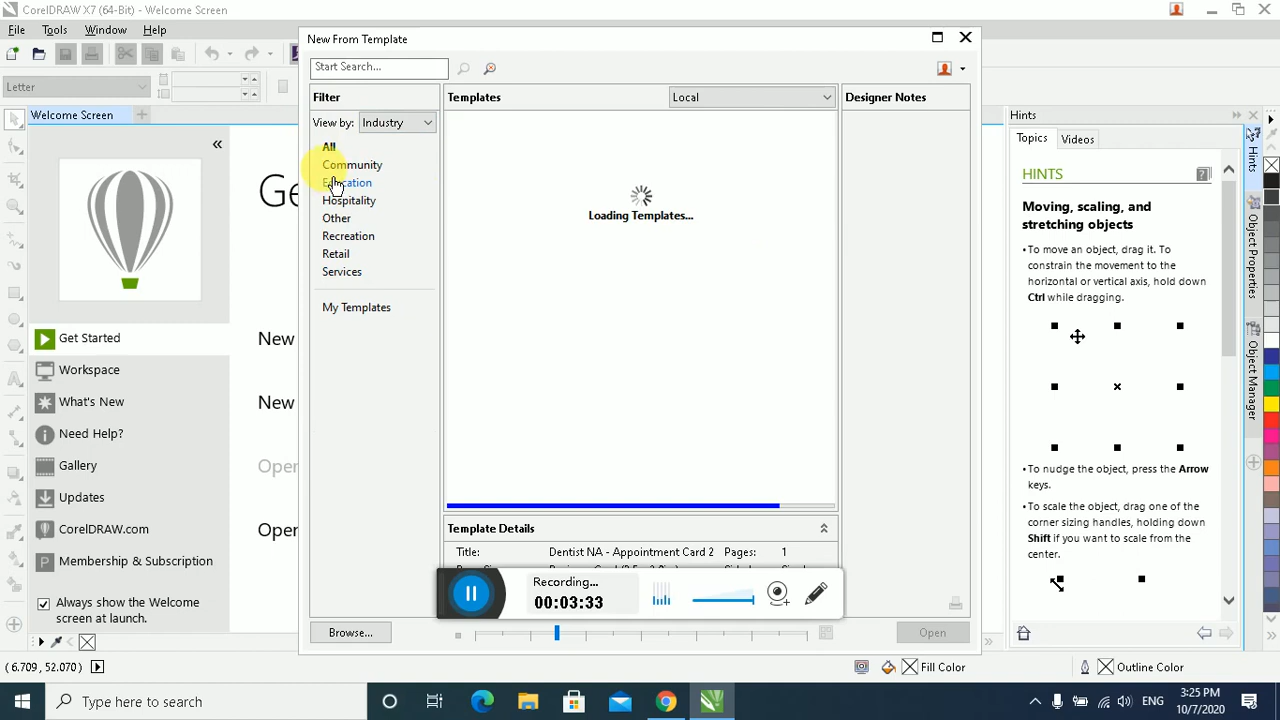 CorelDRAW X7 (64-Bit) - Welcome Screen
File Tools Window Help
Letter
Welcome Screen
Ge
Get Started
Workspace
What's New
Need Help?
Gallery
Updates
CorelDRAW.com
Membership & Subscription
Always show the Welcome
screen at launch.
New
New
Open
Open
New From Template
Start Search...
Filter
View by: Industry
All
Community
Education
Hospitality
Other
Recreation
Retail
Services
My Templates
Browse...
Templates
Local
Loading Templates...
Template Details
Title: Dentist NA - Appointment Card 2 Pages: 1
Designer Notes
Open
Recording...
00:03:33
Hints
Topics Videos
HINTS
Moving, scaling, and
stretching objects
• To move an object, drag it. To
constrain the movement to the
horizontal or vertical axis, hold down
Ctrl while dragging.
• To nudge the object, press the Arrow
keys.
• To scale the object, drag one of the
corner sizing handles, holding down
Shift if you want to scale from the
center.
Hints
Object Properties
Object Manager
(6.709, 52.070)
Fill Color
Outline Color
Type here to search
ENG
3:25 PM
10/7/2020